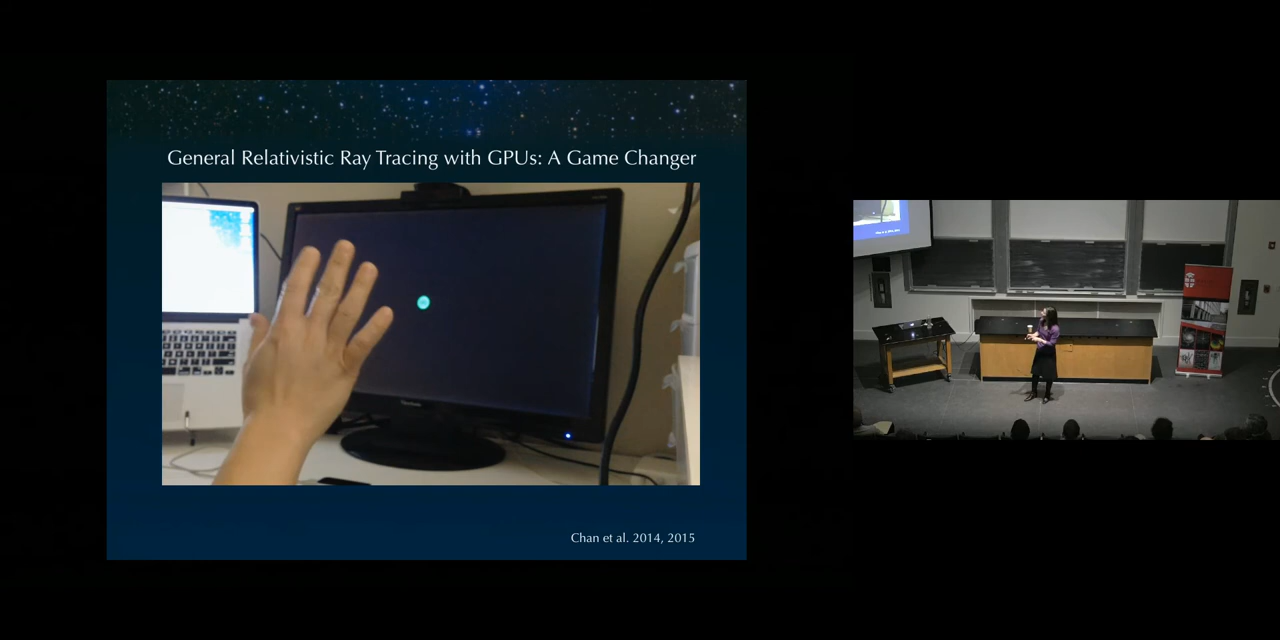 General Relativistic Ray Tracing with GPUs: A Game Changer
Chan et al. 2014, 2015